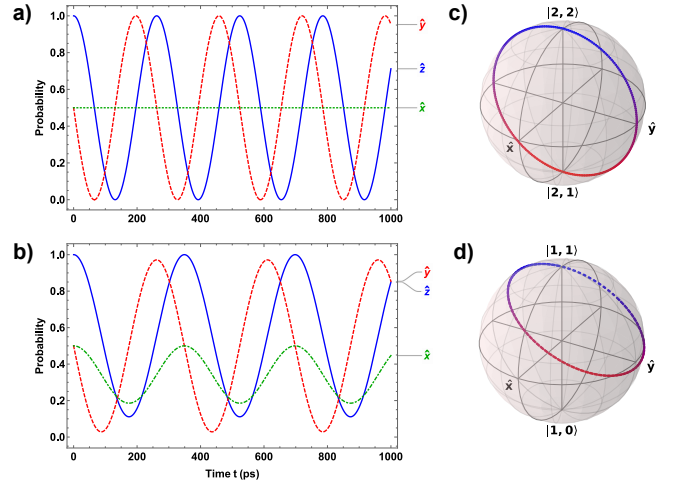 a)
Probability
1.0
0.8
0.6
0.4
0.2
0.0
0
200
400
600
800
1000
ŷ
ẑ
x̂
b)
Probability
1.0
0.8
0.6
0.4
0.2
0.0
0
200
400
600
800
1000
Time t (ps)
ŷ
ẑ
x̂
c)
|2, 2⟩
x̂
ŷ
|2, 1⟩
d)
|1, 1⟩
x̂
ŷ
|1, 0⟩